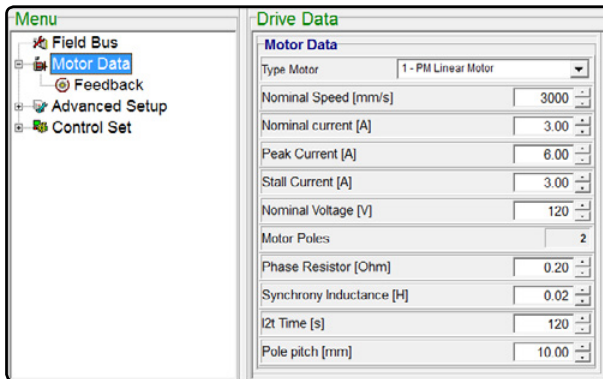 Menu
Field Bus
Motor Data
Feedback
Advanced Setup
Control Set
Drive Data
Motor Data
Type Motor 1 - PM Linear Motor
Nominal Speed [mm/s] 3000
Nominal current [A] 3.00
Peak Current [A] 6.00
Stall Current [A] 3.00
Nominal Voltage [V] 120
Motor Poles 2
Phase Resistor [Ohm] 0.20
Synchrony Inductance [H] 0.02
I2t Time [s] 120
Pole pitch [mm] 10.00